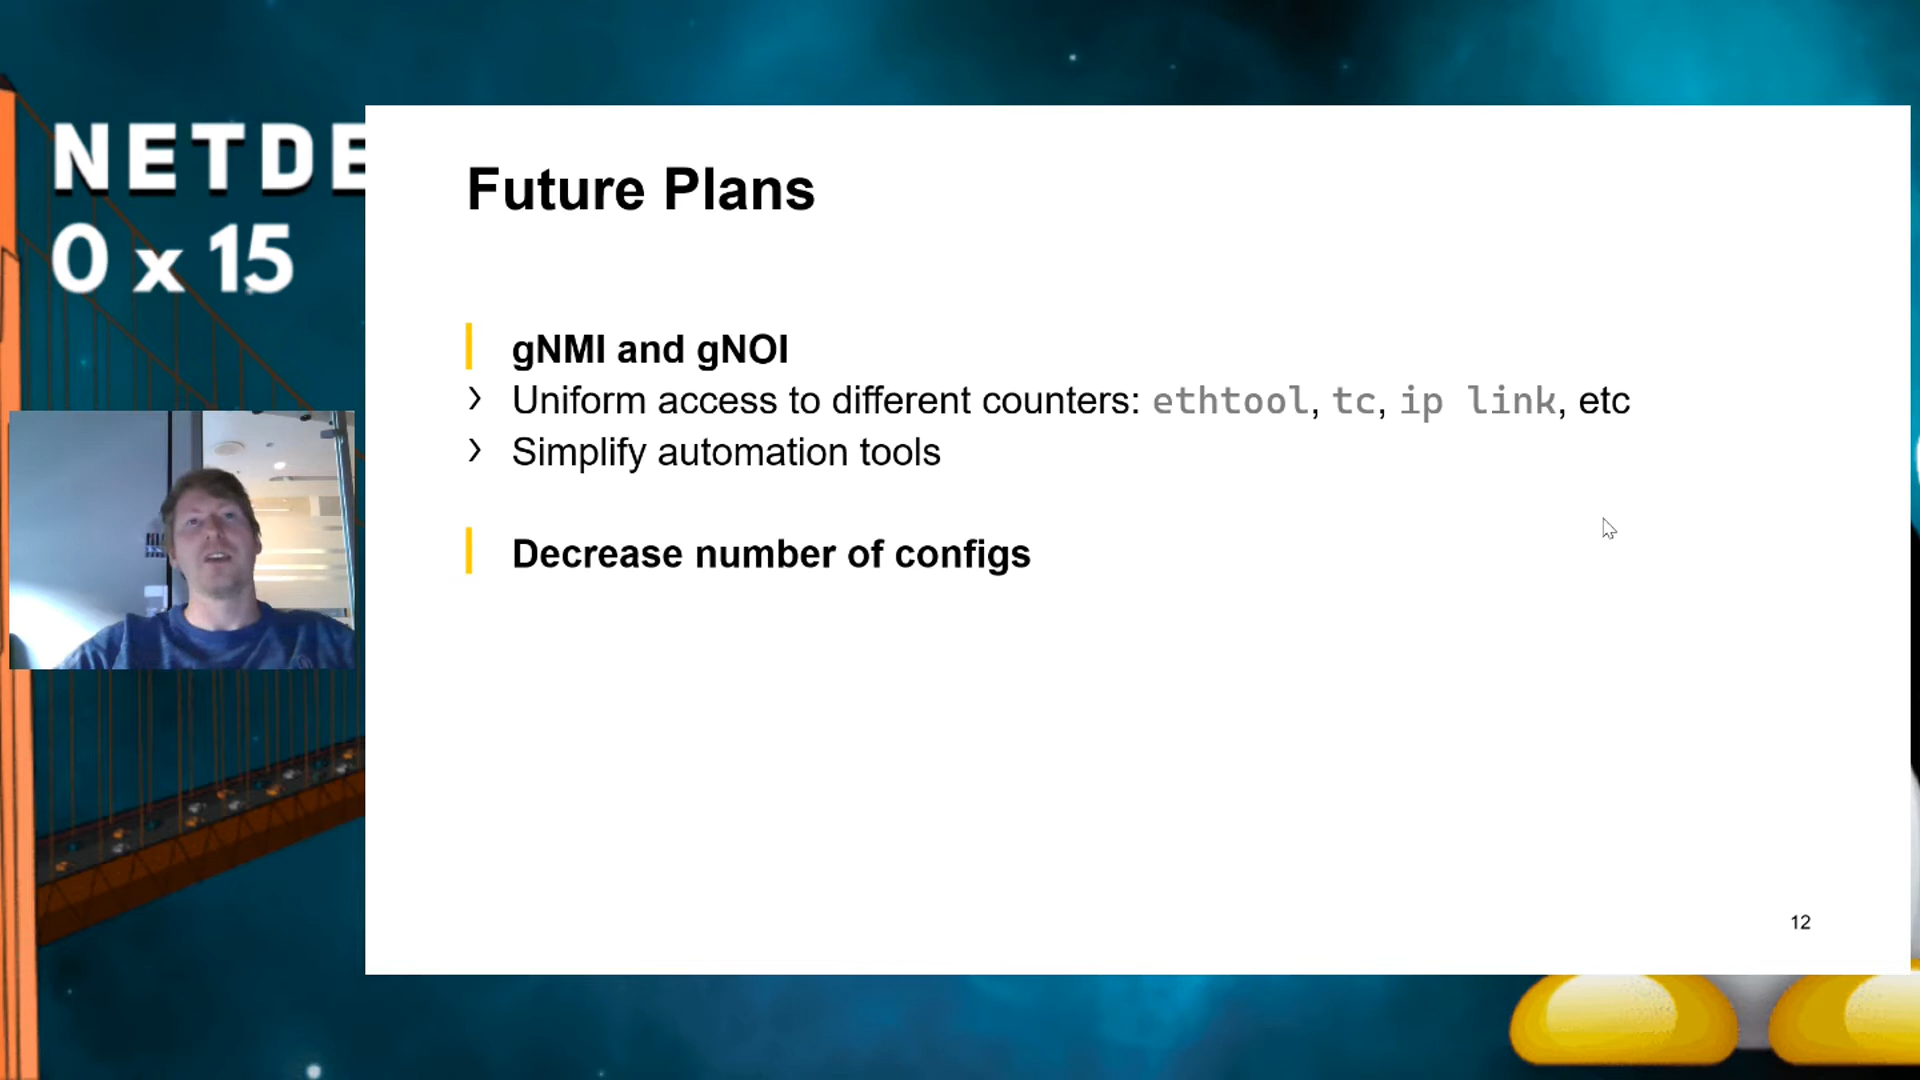 NETDE
0 x 15
Future Plans
gNMI and gNOI
› Uniform access to different counters: ethtool, tc, ip link, etc
› Simplify automation tools
Decrease number of configs
12